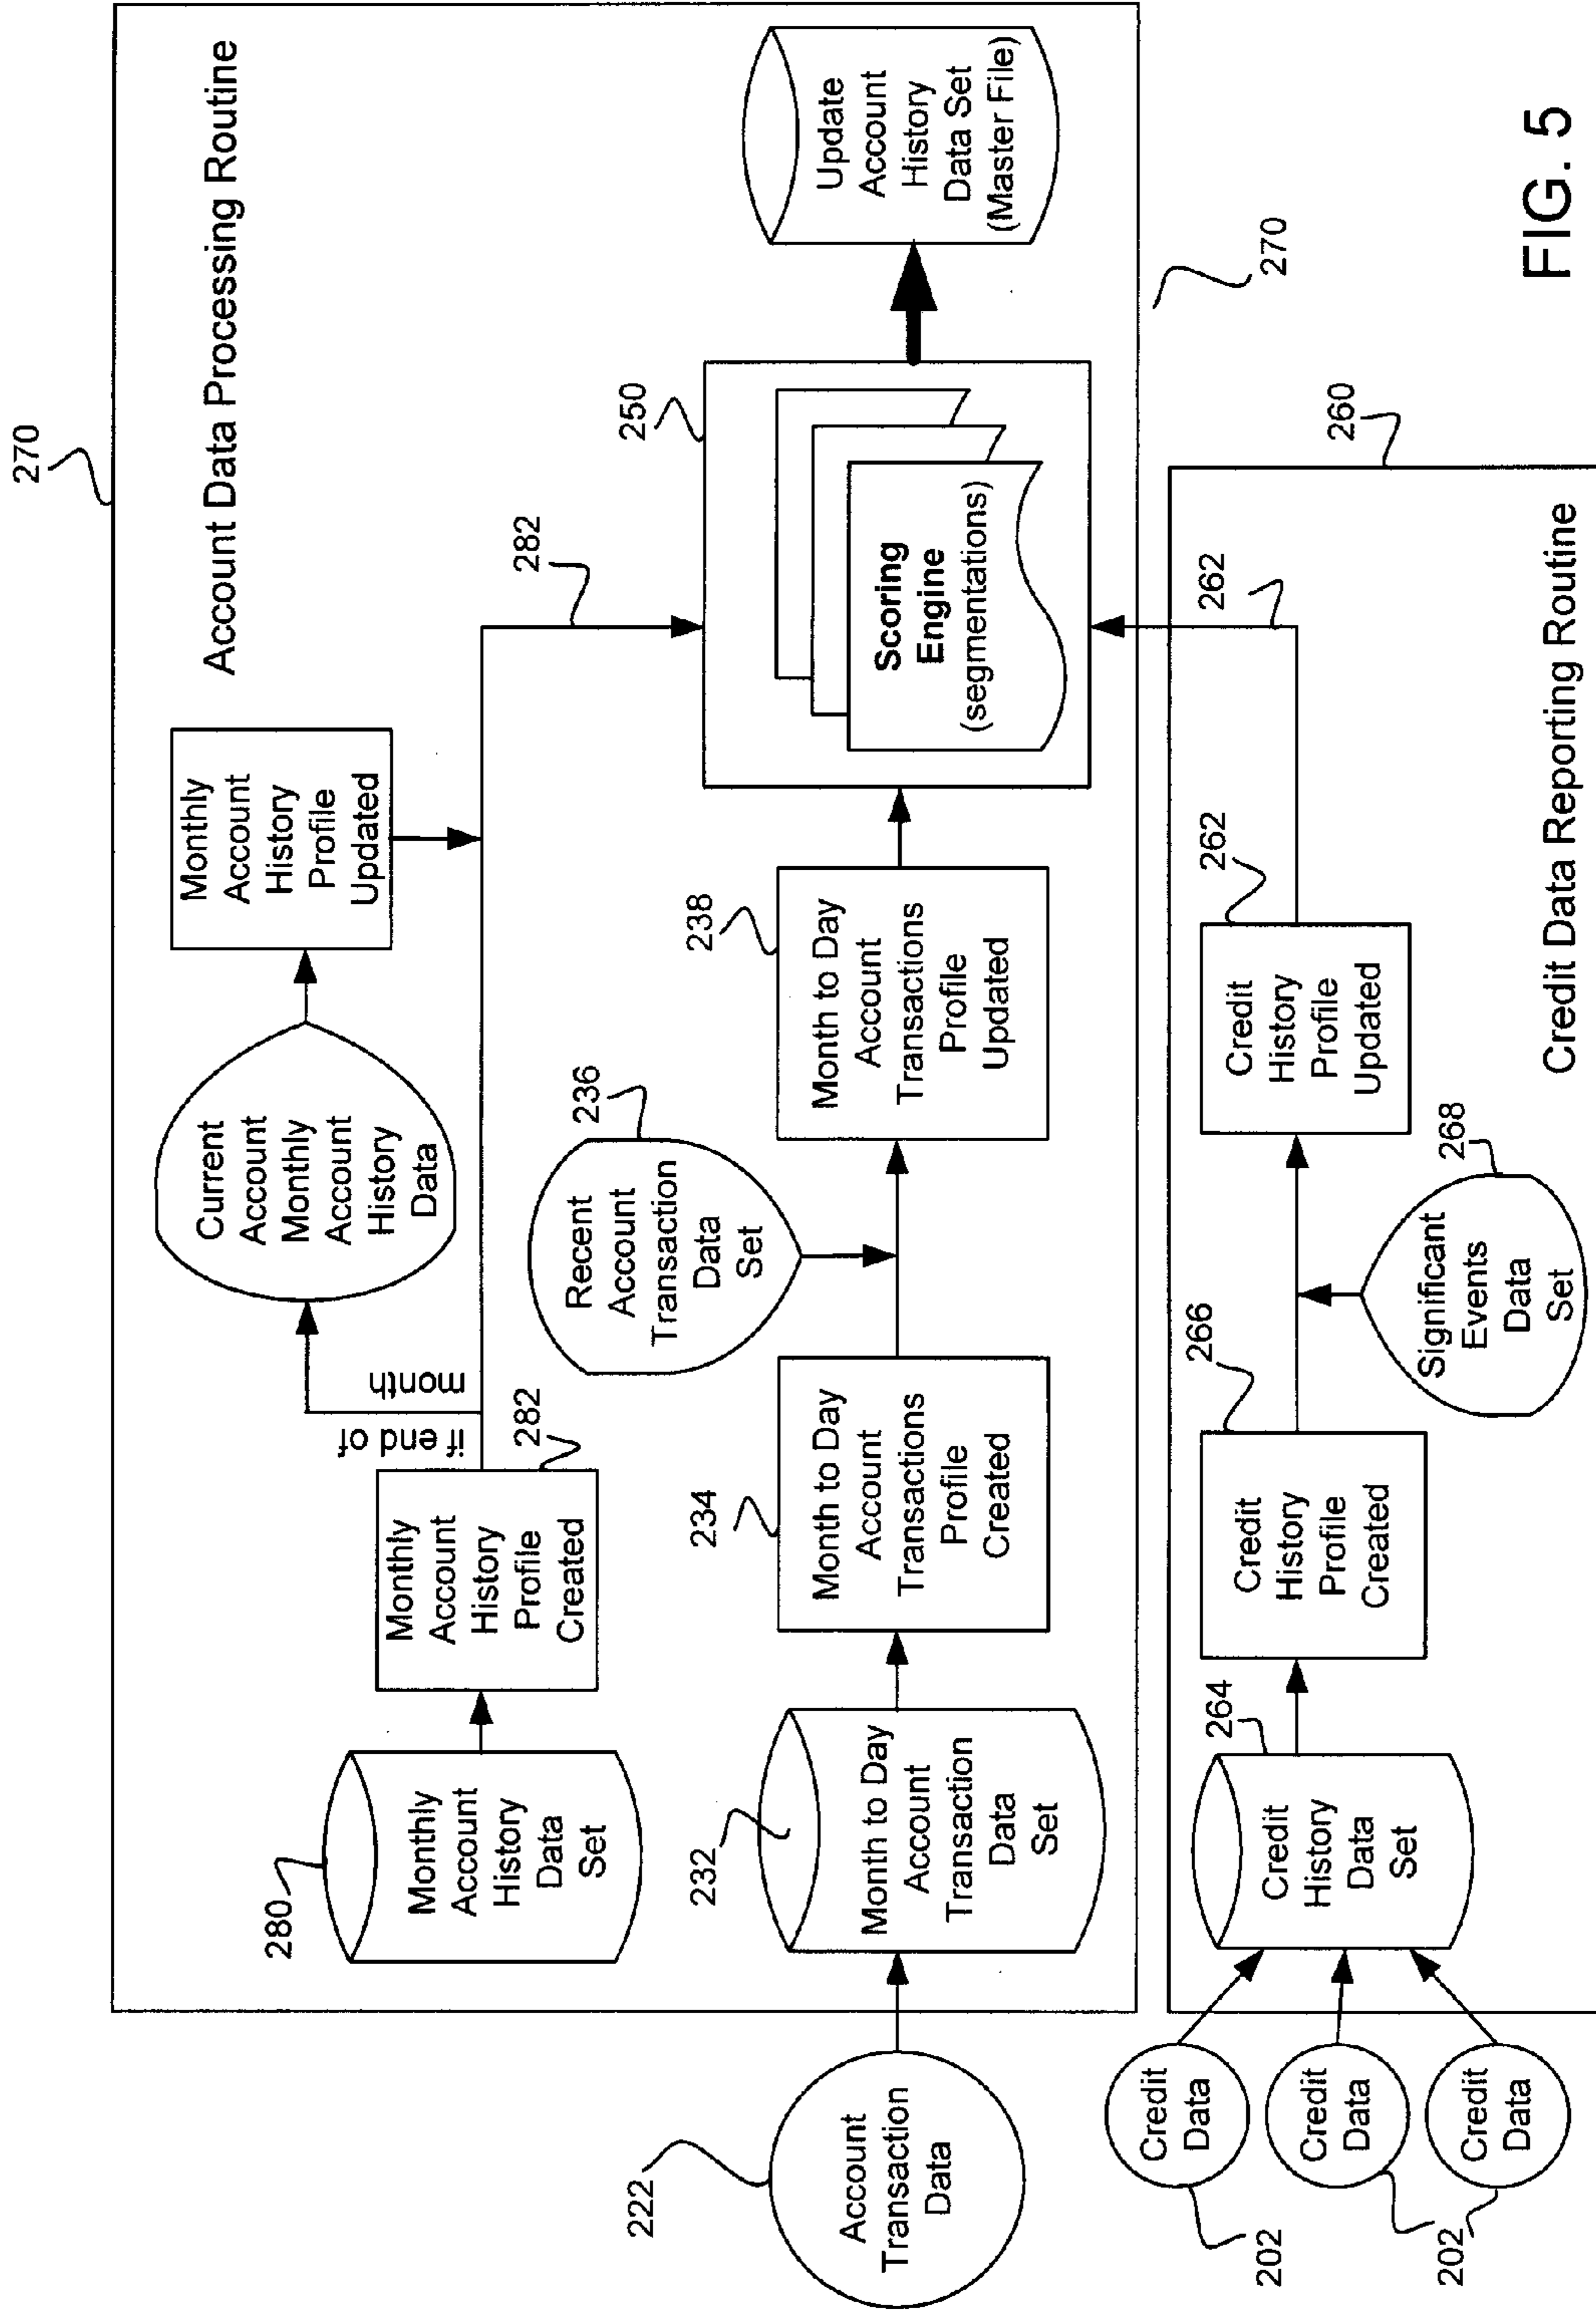 270
Account Data Processing Routine
280
Monthly
Account
History
Data
Set
Monthly
Account
History
Profile
Created
282
if end of
month
Current
Account
Monthly
Account
History
Data
Monthly
Account
History
Profile
Updated
282
222
Account
Transaction
Data
232
Month to Day
Account
Transaction
Data
Set
234
Month to Day
Account
Transactions
Profile
Created
236
Recent
Account
Transaction
Data
Set
238
Month to Day
Account
Transactions
Profile
Updated
250
Scoring
Engine
(segmentations)
Update
Account
History
Data Set
(Master File)
270
202
Credit
Data
Credit
Data
Credit
Data
202
264
Credit
History
Data
Set
266
Credit
History
Profile
Created
268
Significant
Events
Data
Set
262
Credit
History
Profile
Updated
262
260
Credit Data Reporting Routine
FIG. 5